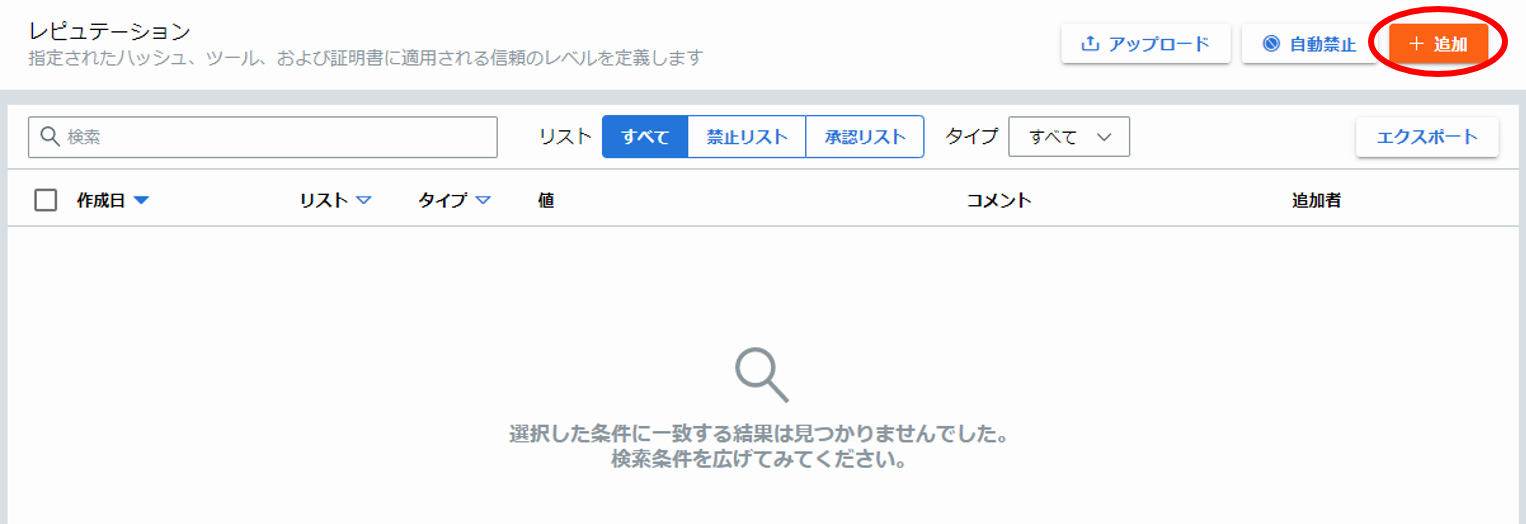 レピュテーション
指定されたハッシュ、ツール、および証明書に適用される信頼のレベルを定義します
アップロード 自動禁止 + 追加
検索 リスト すべて 禁止リスト 承認リスト タイプ すべて エクスポート
作成日 リスト タイプ 値 コメント 追加者
選択した条件に一致する結果は見つかりませんでした。
検索条件を広げてみてください。